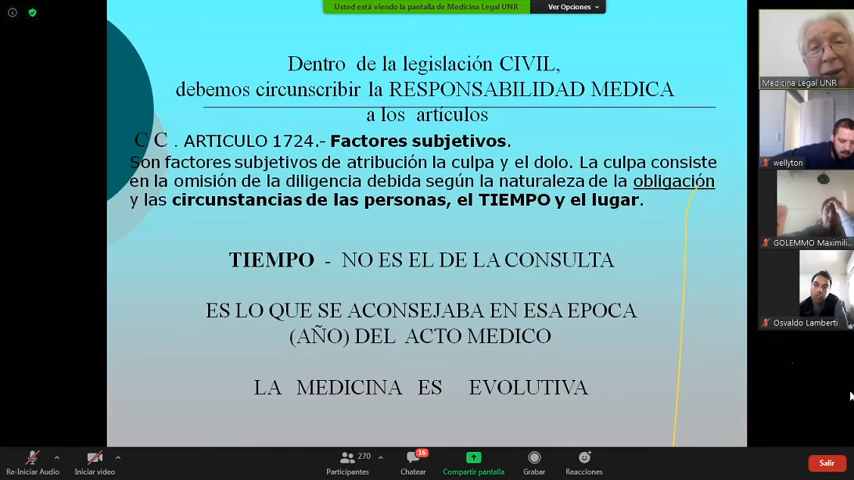 Usted está viendo la pantalla de Medicina Legal UNR
Ver Opciones
Dentro de la legislación CIVIL,
debemos circunscribir la RESPONSABILIDAD MEDICA
a los artículos
C C . ARTICULO 1724.- Factores subjetivos.
Son factores subjetivos de atribución la culpa y el dolo. La culpa consiste
en la omisión de la diligencia debida según la naturaleza de la obligación
y las circunstancias de las personas, el TIEMPO y el lugar.
TIEMPO - NO ES EL DE LA CONSULTA
ES LO QUE SE ACONSEJABA EN ESA EPOCA
(AÑO) DEL ACTO MEDICO
LA MEDICINA ES EVOLUTIVA
Medicina Legal UNR
wellyton
GOLEMMO Maximili...
Osvaldo Lamberti
Re-Iniciar Audio
Iniciar video
270
Participantes
16
Chatear
Compartir pantalla
Grabar
Reacciones
Salir